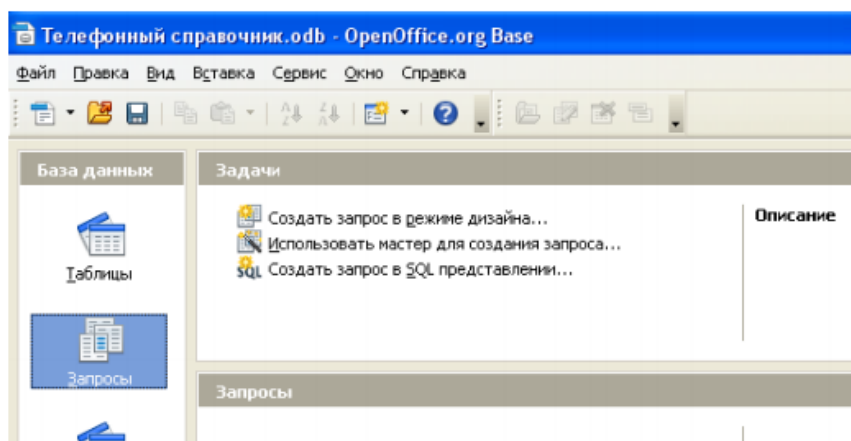 Телефонный справочник.odb - OpenOffice.org Base
Файл Правка Вид Вставка Сервис Окно Справка
База данных
Задачи
Создать запрос в режиме дизайна...
Использовать мастер для создания запроса...
SQL Создать запрос в SQL представлении...
Описание
Таблицы
Запросы
Запросы